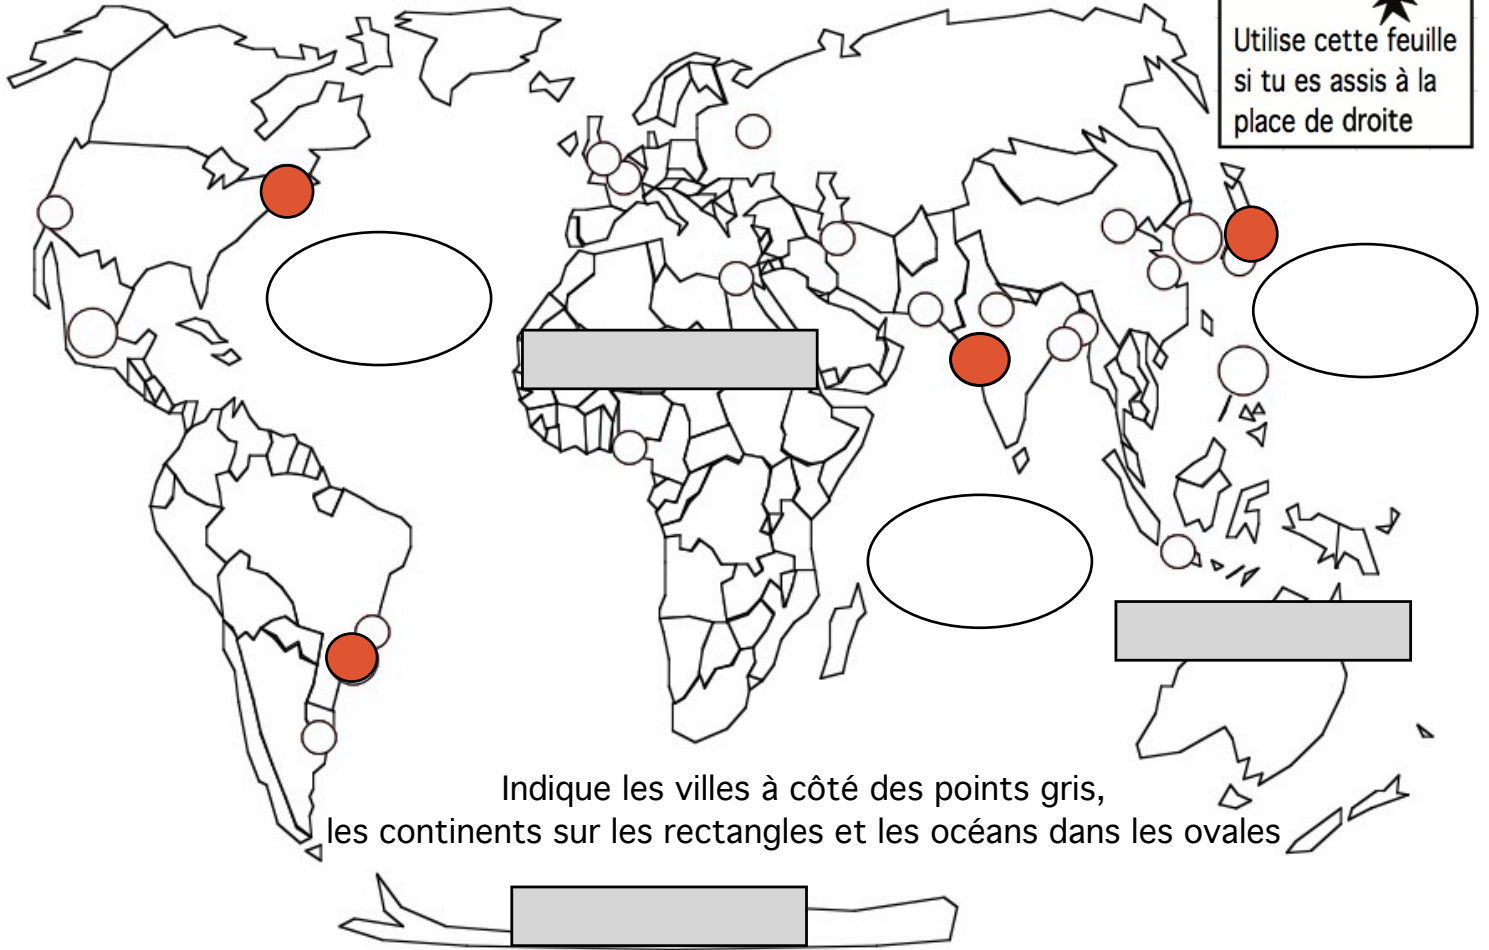 Utilise cette feuille
si tu es assis à la
place de droite
Indique les villes à côté des points gris,
les continents sur les rectangles et les océans dans les ovales